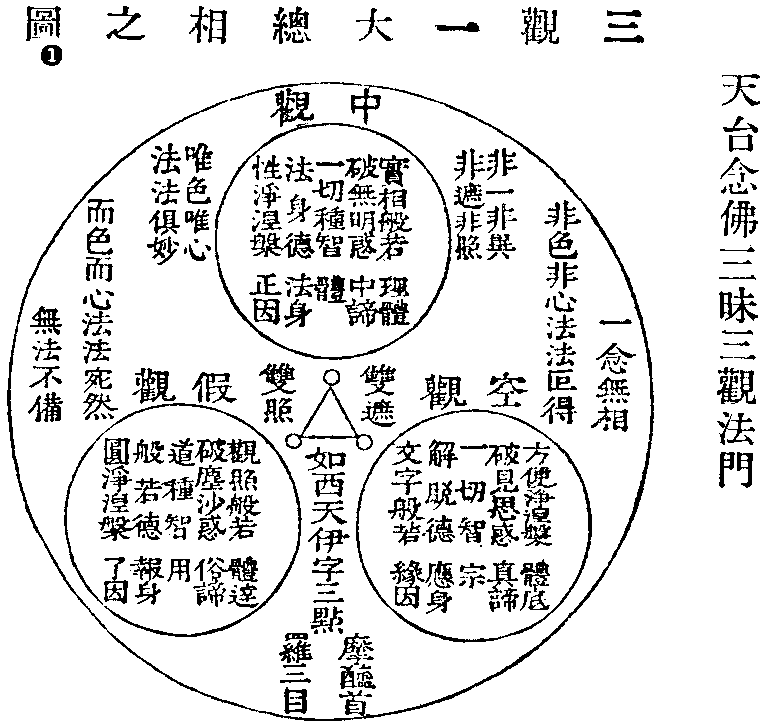 天台念佛三昧三觀法門
三觀一大總相之圖❶
中觀
實相般若 理體
破無明惑 中諦
一切種智 體
法身德 法身
性淨涅槃 正因
非一非異
非遮非照
唯色唯心
法法俱妙
非色非心法法叵得
一念無相
而色而心法法宛然
無法不備
空觀
雙遮
方便淨涅槃 體底
破見思惑 真諦
一切智 宗
解脫德 應身
文字般若 緣因
假觀
雙照
觀照般若 體達
破塵沙惑 俗諦
道種智 用
般若德 報身
圓淨涅槃 了因
如西天伊字三點
摩醯首
羅三目